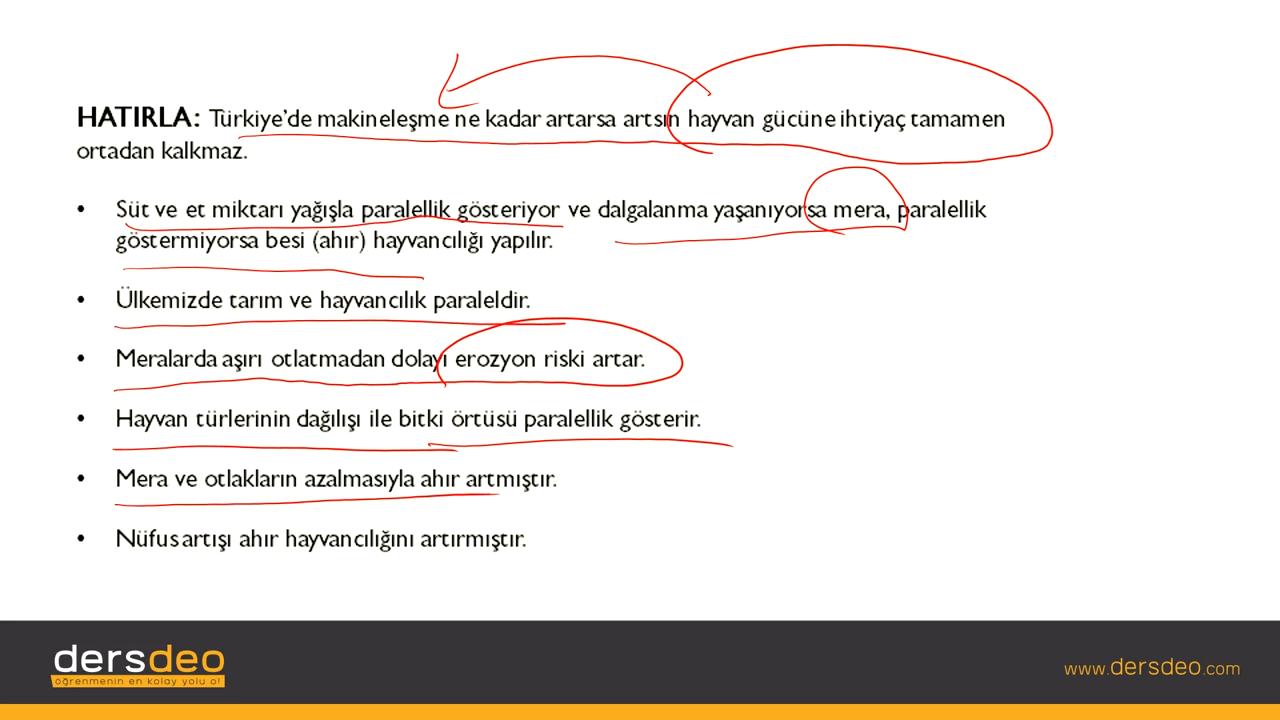 HATIRLA: Türkiye'de makineleşme ne kadar artarsa artsın hayvan gücüne ihtiyaç tamamen
ortadan kalkmaz.
• Süt ve et miktarı yağışla paralellik gösteriyor ve dalgalanma yaşanıyorsa mera, paralellik
göstermiyorsa besi (ahır) hayvancılığı yapılır.
• Ülkemizde tarım ve hayvancılık paraleldir.
• Meralarda aşırı otlatmadan dolayı erozyon riski artar.
• Hayvan türlerinin dağılışı ile bitki örtüsü paralellik gösterir.
• Mera ve otlakların azalmasıyla ahır artmıştır.
• Nüfus artışı ahır hayvancılığını artırmıştır.
dersdeo
öğrenmenin en kolay yolu o!
www.dersdeo.com